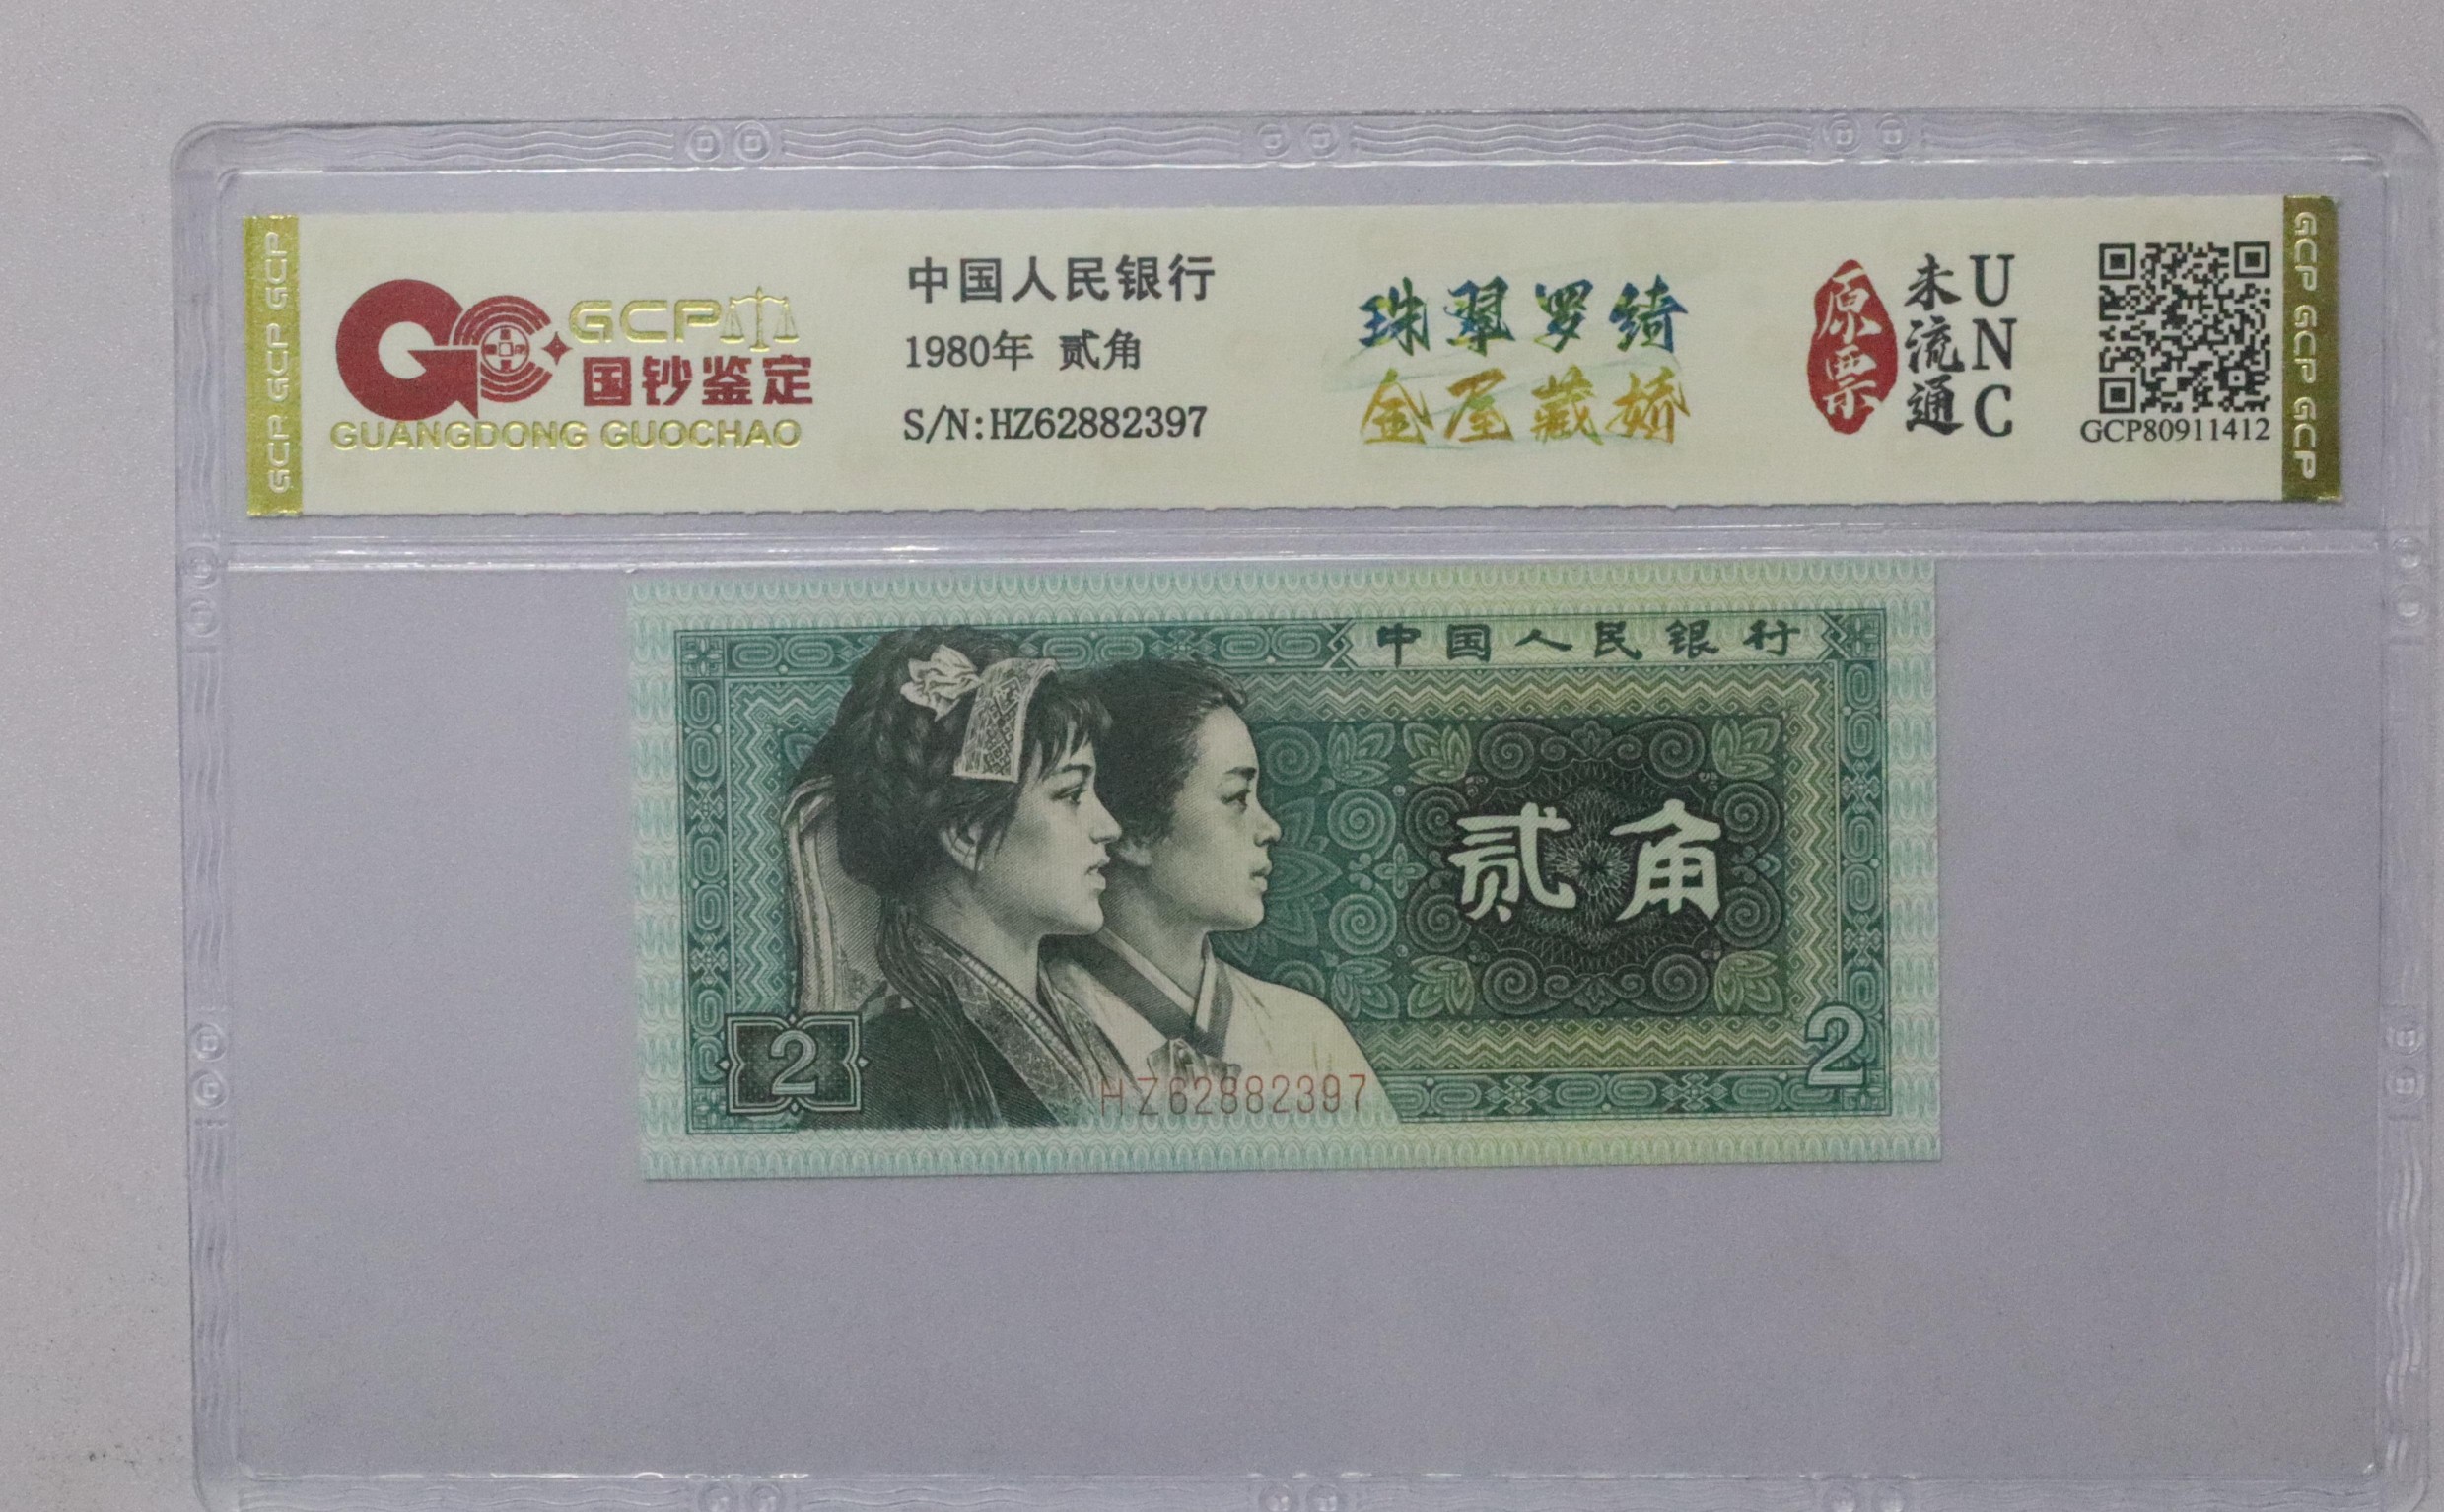 GCP GCP GCP
GCP
国钞鉴定
GUANGDONG GUOCHAO
中国人民银行
1980年 贰角
S/N:HZ62882397
珠翠罗绮
金屋藏娇
原票
未流通
UNC
GCP80911412
GCP GCP GCP
中国人民银行
贰角
2
2
HZ62882397